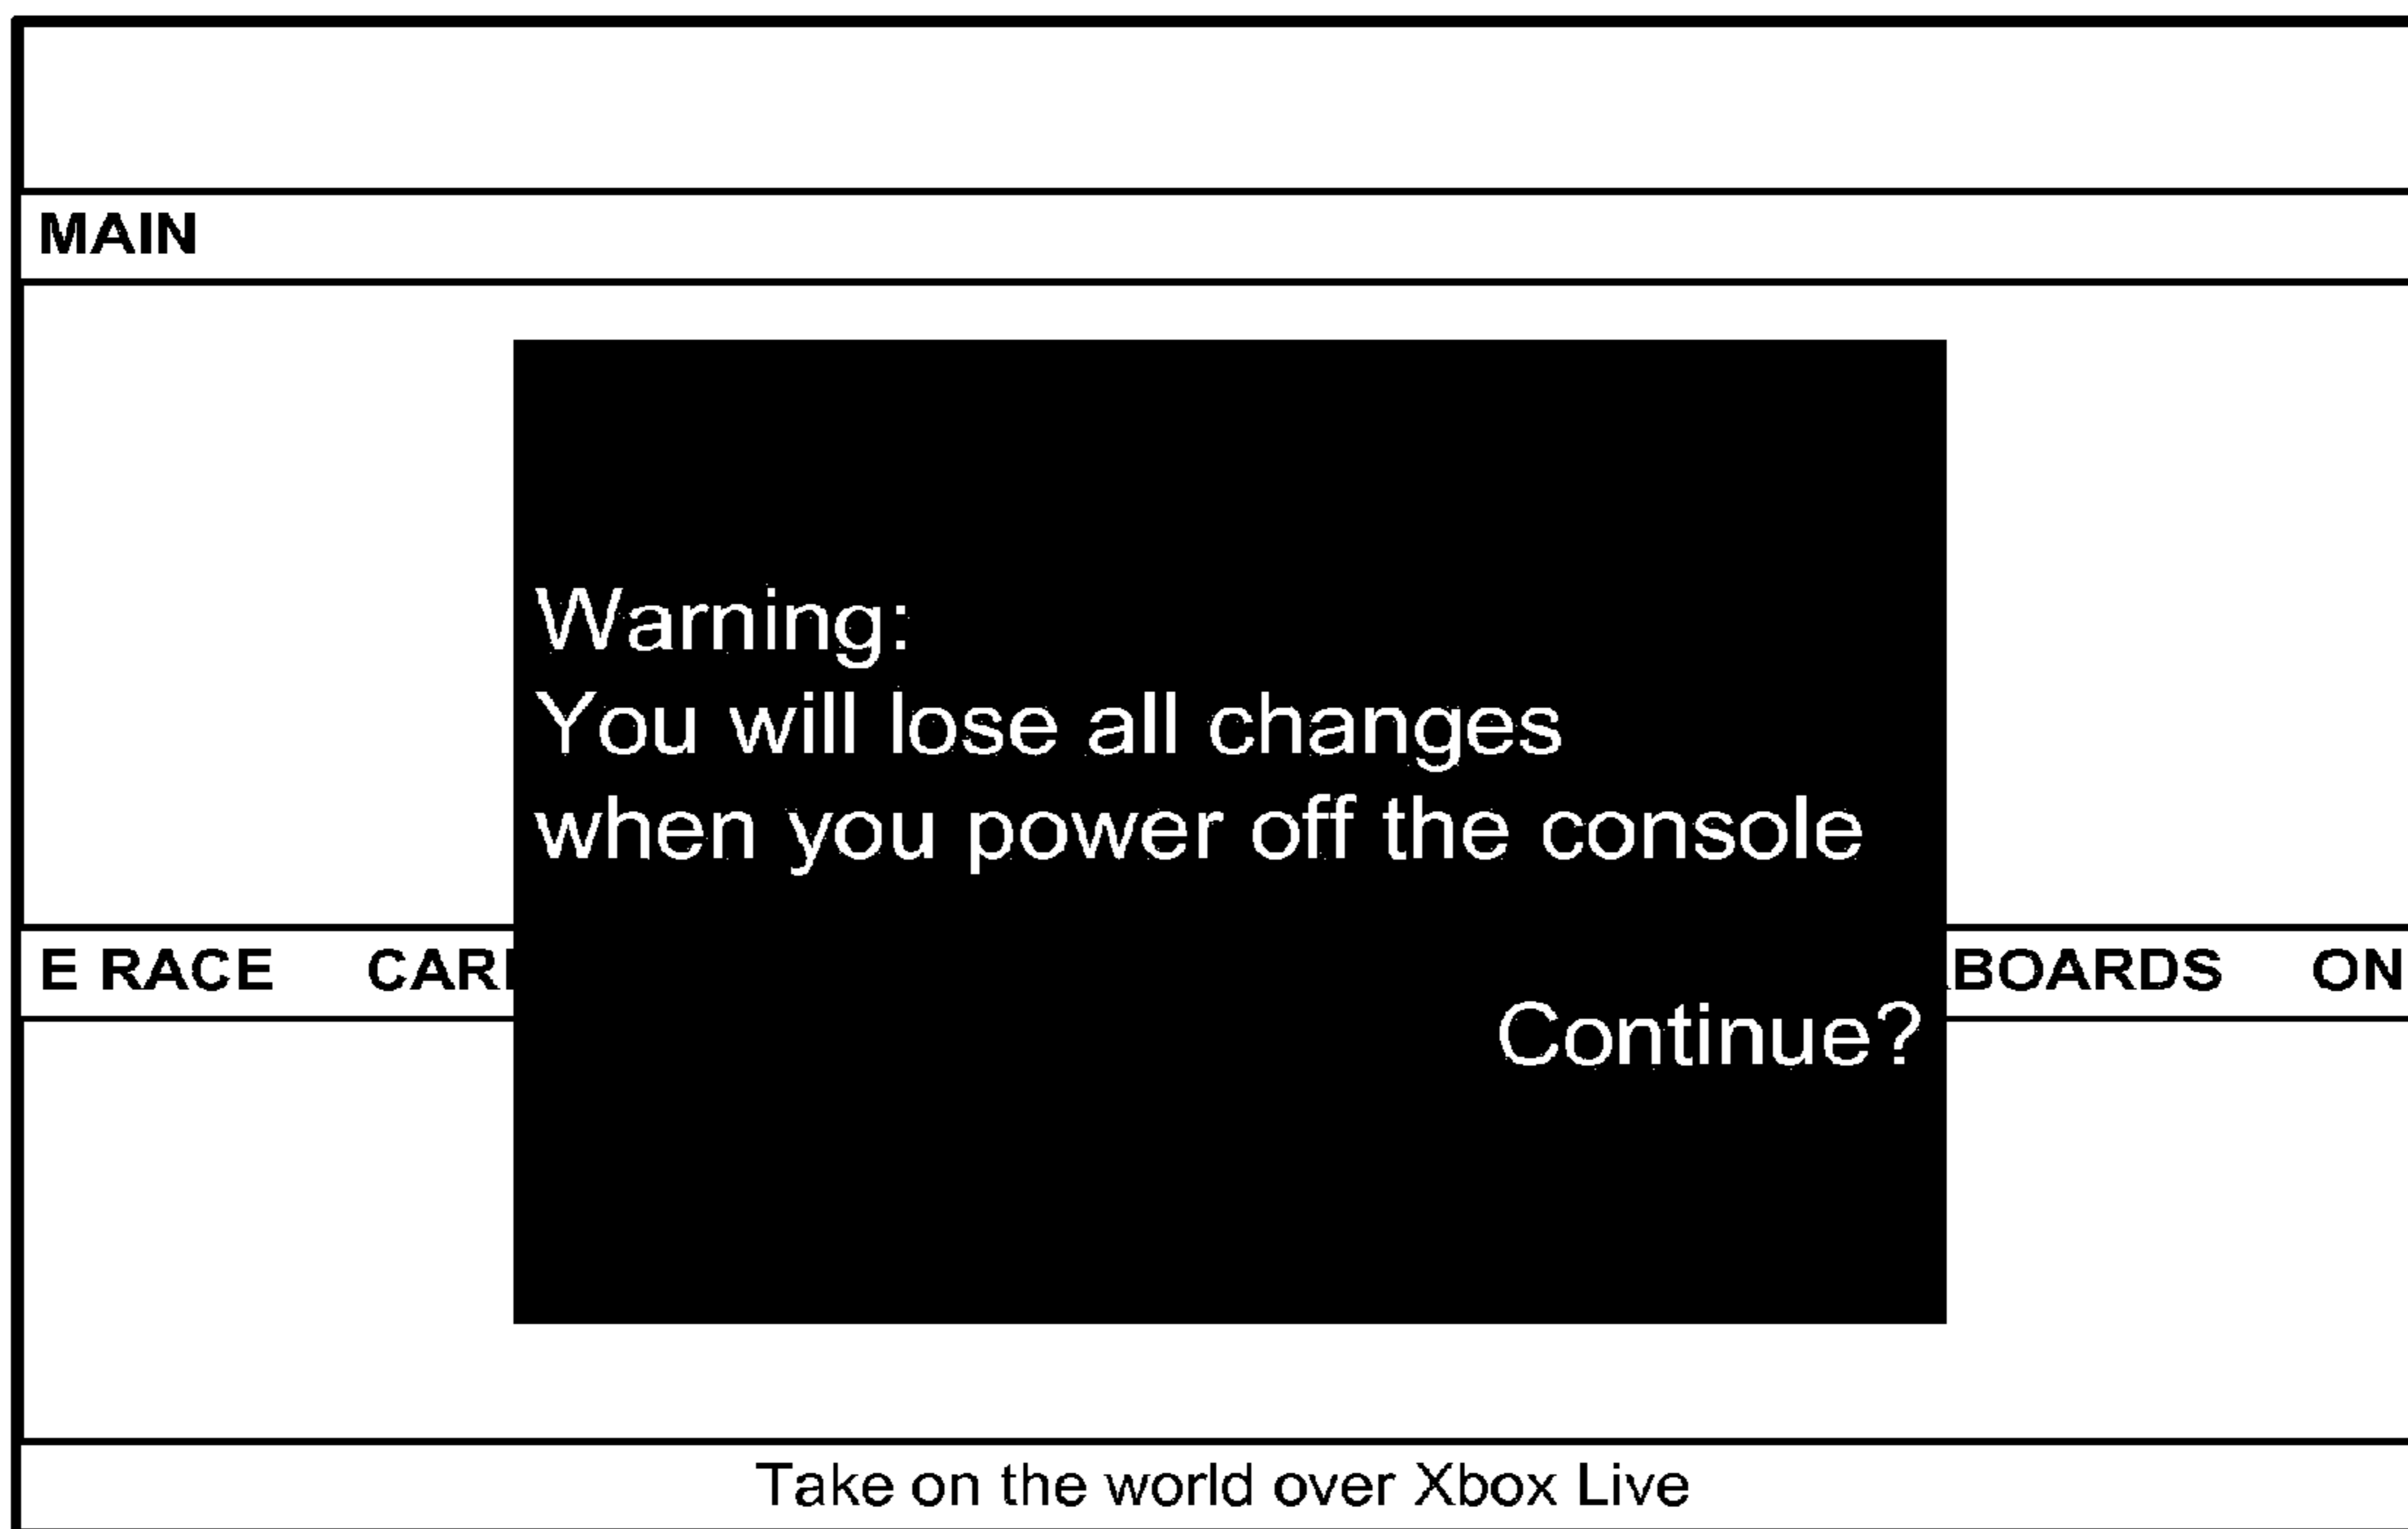 MAIN
Warning:
You will lose all changes
when you power off the console
E RACE CAR BOARDS ON
Continue?
Take on the world over Xbox Live